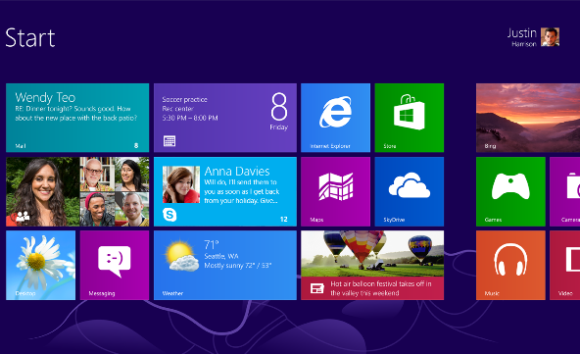 Start
Justin
Harrison
Wendy Teo
RE: Dinner tonight? Sounds good. How
about the new place with the back patio?
Mail
8
Soccer practice
Rec center
5:30 PM – 8:00 PM
8
Friday
Internet Explorer
Store
Bing
Anna Davies
Will do, I'll send them to
you as soon as I get back
from your holiday. Give...
12
Maps
SkyDrive
Games
Camera
Desktop
Messaging
71°
Seattle, WA
Mostly sunny 72° / 53°
Weather
Hot air balloon festival takes off in
the valley this weekend
Music
Video